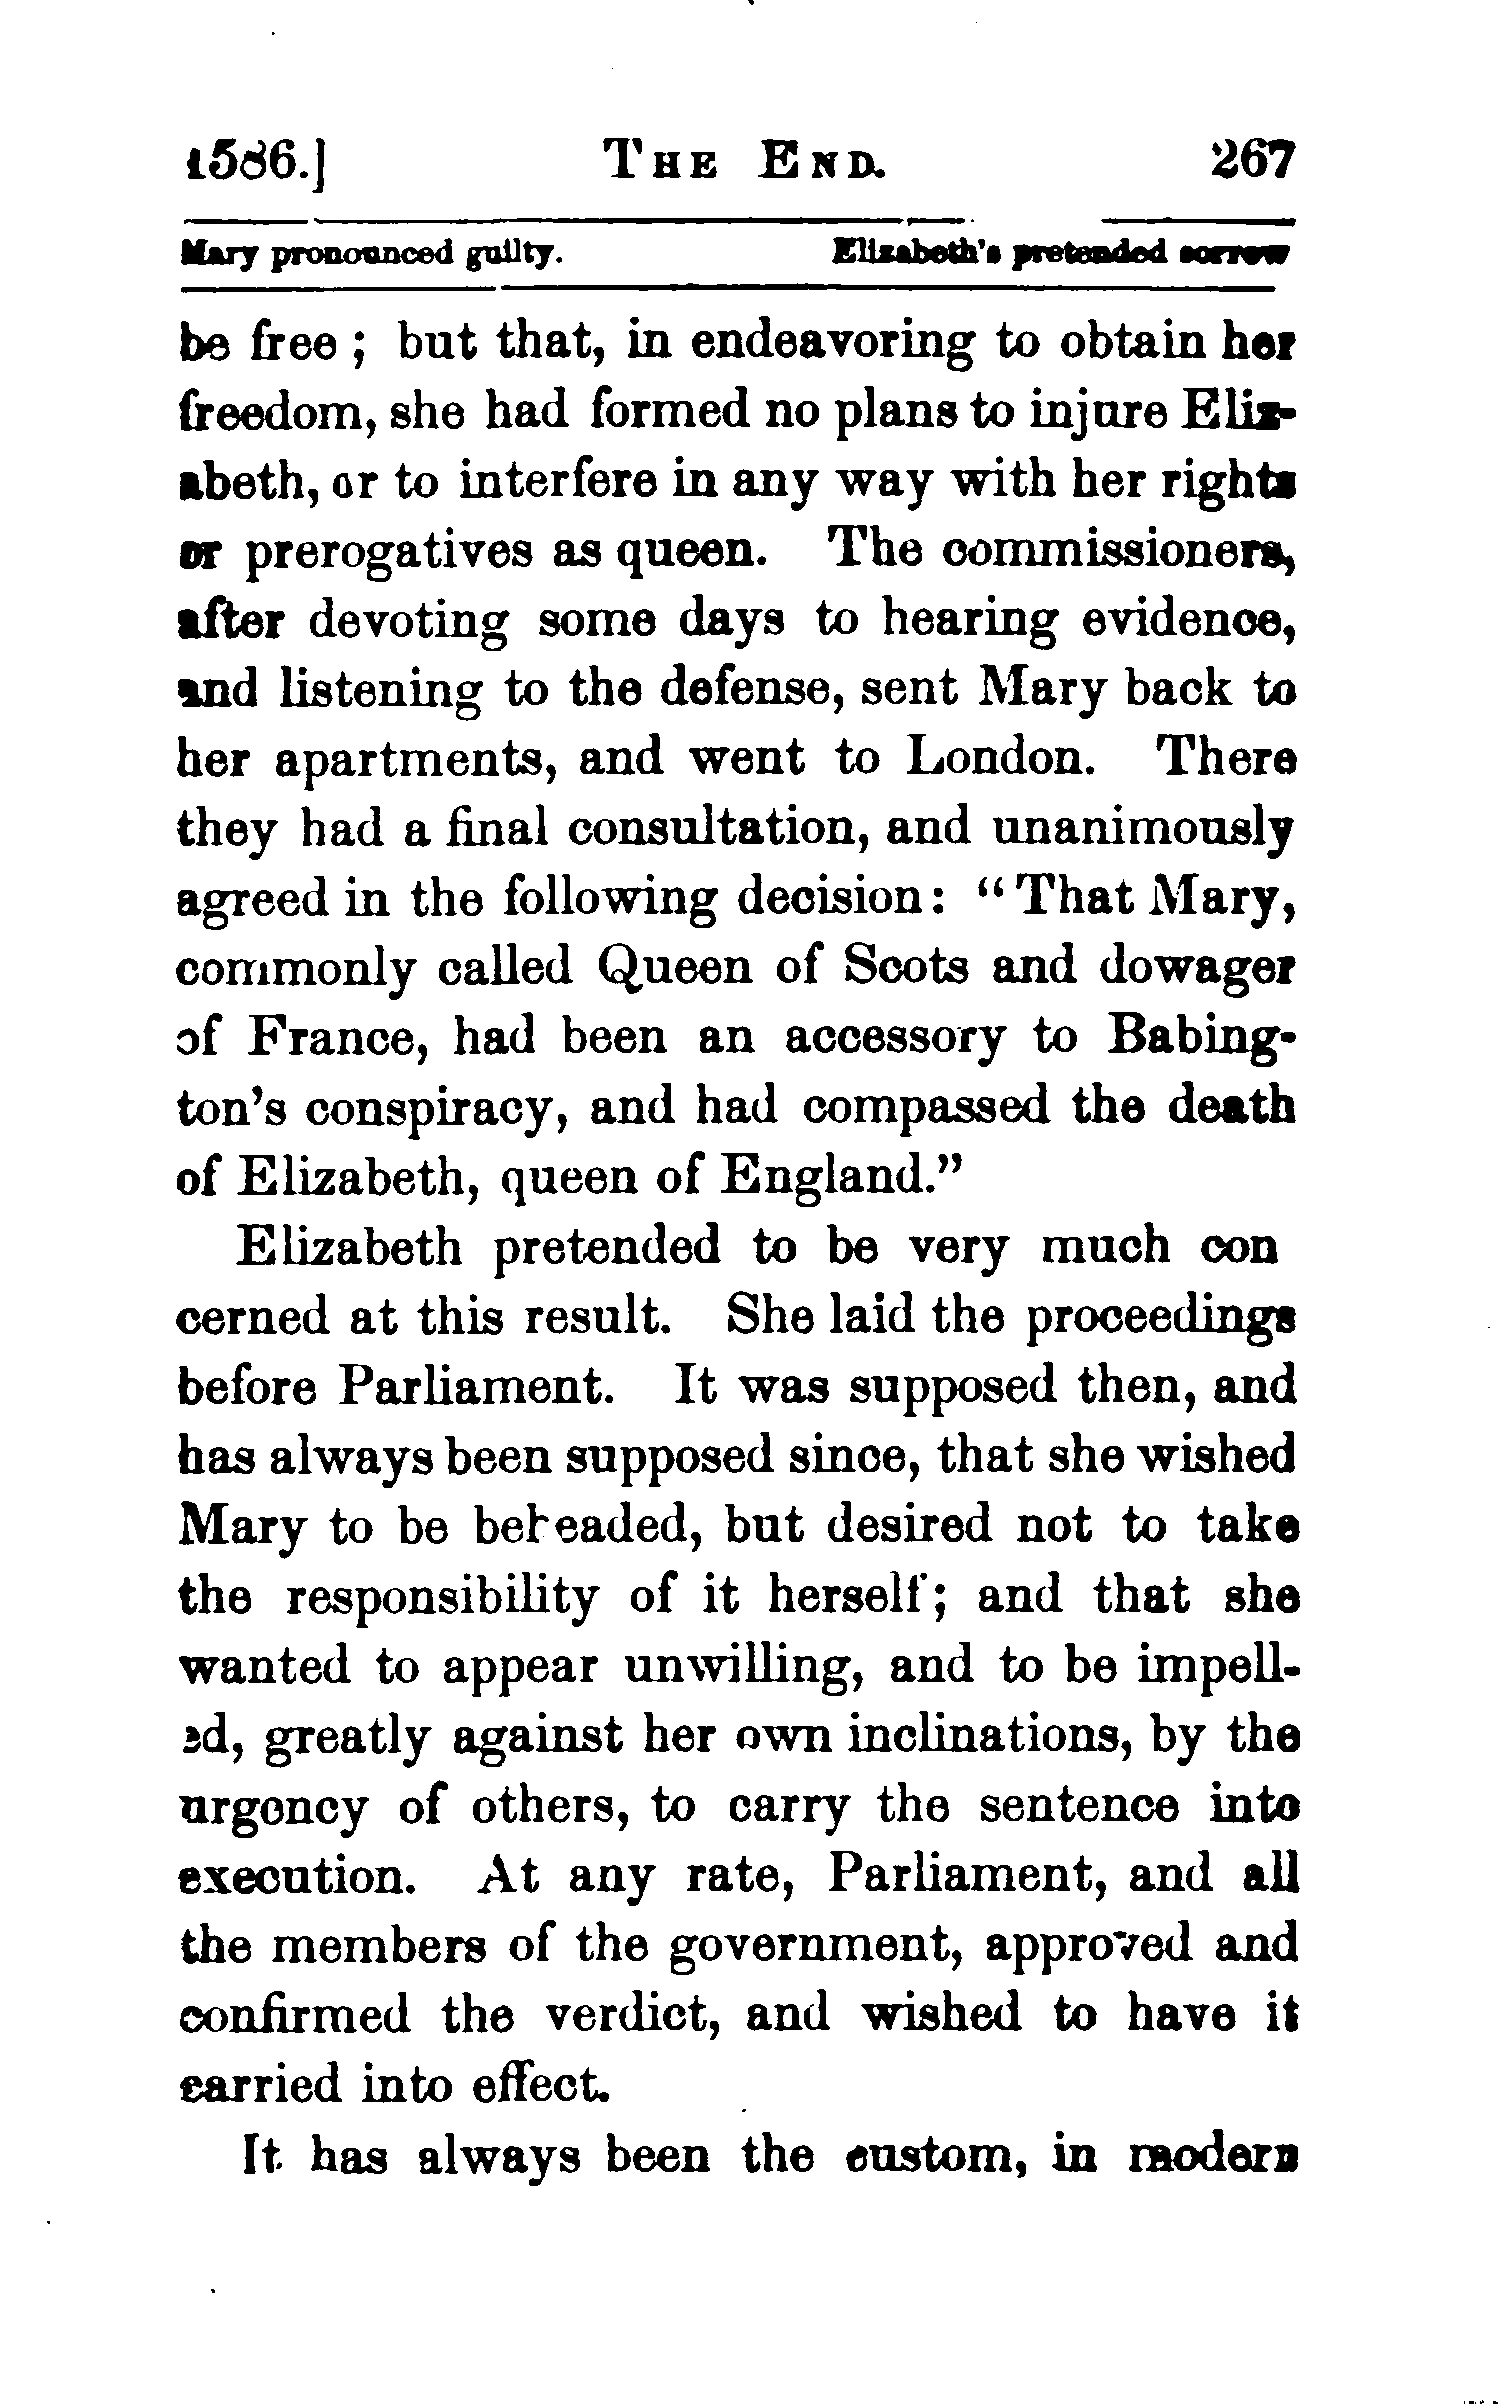 1586.] THE END. 267
Mary pronounced guilty. Elizabeth's pretended sorrow
be free ; but that, in endeavoring to obtain her
freedom, she had formed no plans to injure Eliz-
abeth, or to interfere in any way with her rights
or prerogatives as queen. The commissioners,
after devoting some days to hearing evidence,
and listening to the defense, sent Mary back to
her apartments, and went to London. There
they had a final consultation, and unanimously
agreed in the following decision: “That Mary,
commonly called Queen of Scots and dowager
of France, had been an accessory to Babing-
ton's conspiracy, and had compassed the death
of Elizabeth, queen of England.”
Elizabeth pretended to be very much con
cerned at this result. She laid the proceedings
before Parliament. It was supposed then, and
has always been supposed since, that she wished
Mary to be beheaded, but desired not to take
the responsibility of it herself; and that she
wanted to appear unwilling, and to be impell-
ed, greatly against her own inclinations, by the
urgency of others, to carry the sentence into
execution. At any rate, Parliament, and all
the members of the government, approved and
confirmed the verdict, and wished to have it
carried into effect.
It has always been the custom, in modern